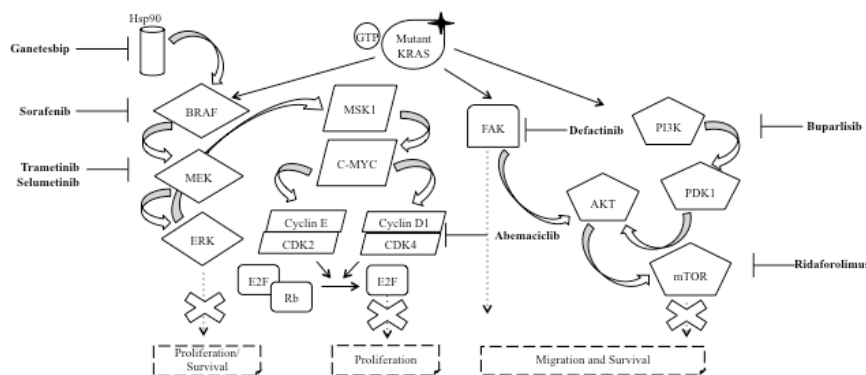 Hsp90
GTP
Mutant
KRAS
Ganetesbip
Sorafenib
BRAF
MSK1
FAK
Defactinib
PI3K
Buparlisib
Trametinib
Selumetinib
MEK
C-MYC
AKT
PDK1
ERK
Cyclin E
CDK2
Cyclin D1
CDK4
Abemaciclib
E2F
Rb
E2F
mTOR
Ridaforolimus
Proliferation/
Survival
Proliferation
Migration and Survival